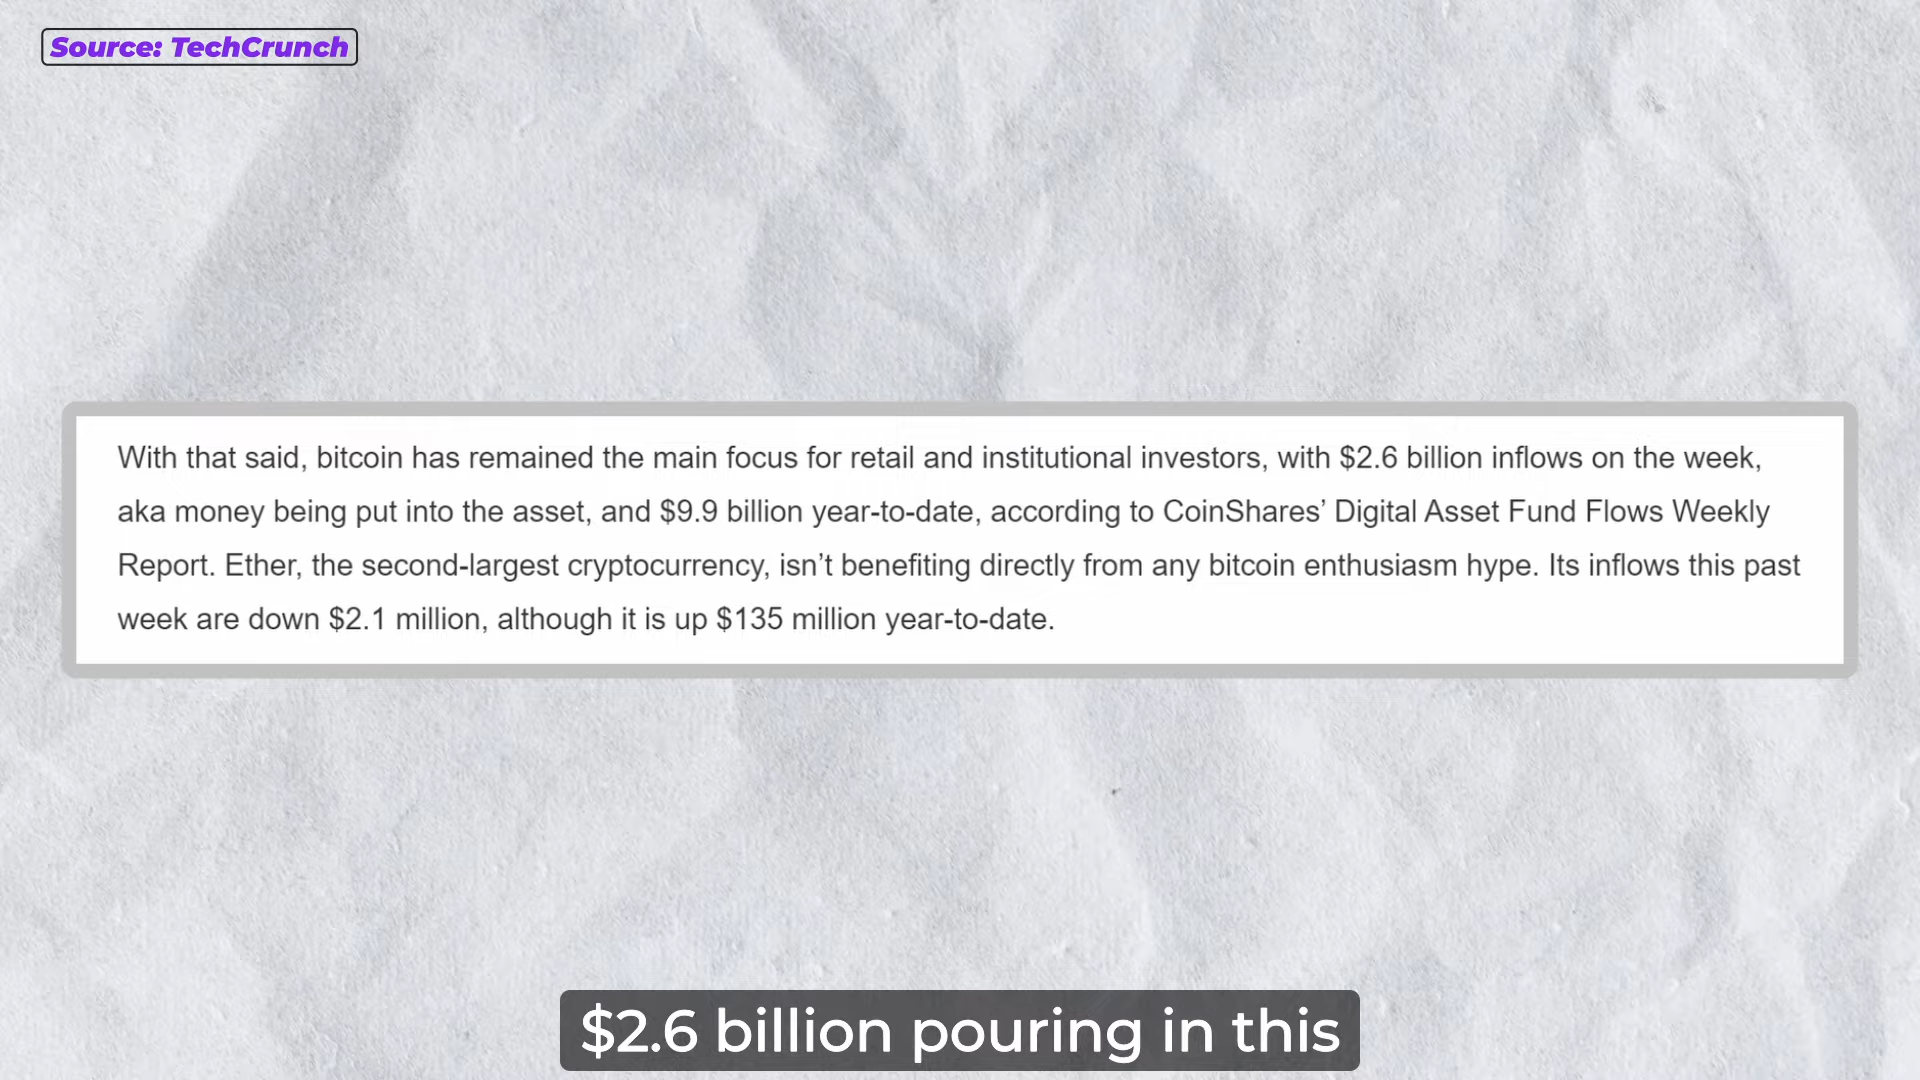 Source: TechCrunch
With that said, bitcoin has remained the main focus for retail and institutional investors, with $2.6 billion inflows on the week,
aka money being put into the asset, and $9.9 billion year-to-date, according to CoinShares’ Digital Asset Fund Flows Weekly
Report. Ether, the second-largest cryptocurrency, isn’t benefiting directly from any bitcoin enthusiasm hype. Its inflows this past
week are down $2.1 million, although it is up $135 million year-to-date.
$2.6 billion pouring in this